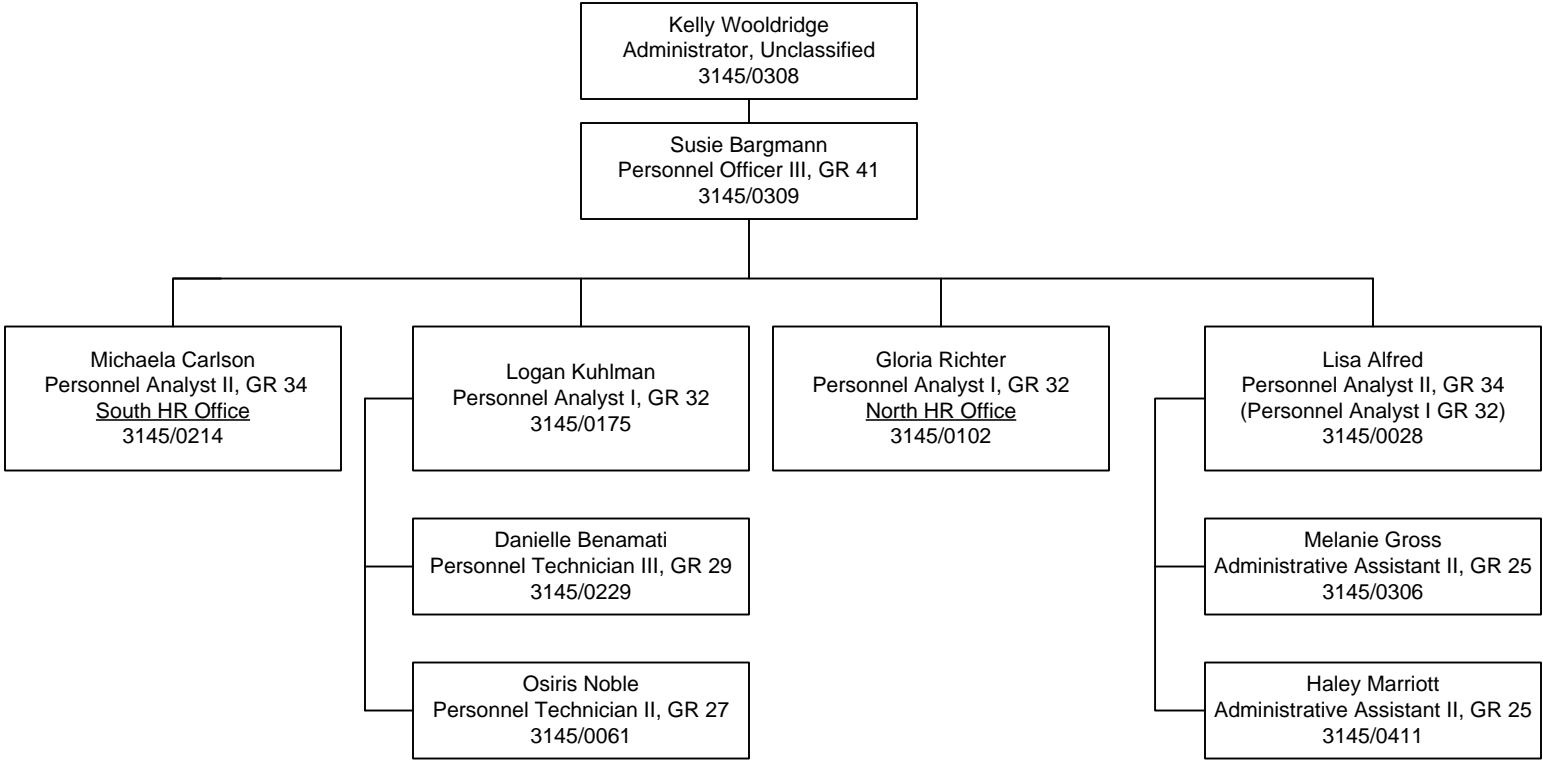 Kelly Wooldridge
Administrator, Unclassified
3145/0308
Susie Bargmann
Personnel Officer III, GR 41
3145/0309
Michaela Carlson
Personnel Analyst II, GR 34
South HR Office
3145/0214
Logan Kuhlman
Personnel Analyst I, GR 32
3145/0175
Danielle Benamati
Personnel Technician III, GR 29
3145/0229
Osiris Noble
Personnel Technician II, GR 27
3145/0061
Gloria Richter
Personnel Analyst I, GR 32
North HR Office
3145/0102
Lisa Alfred
Personnel Analyst II, GR 34
(Personnel Analyst I GR 32)
3145/0028
Melanie Gross
Administrative Assistant II, GR 25
3145/0306
Haley Marriott
Administrative Assistant II, GR 25
3145/0411